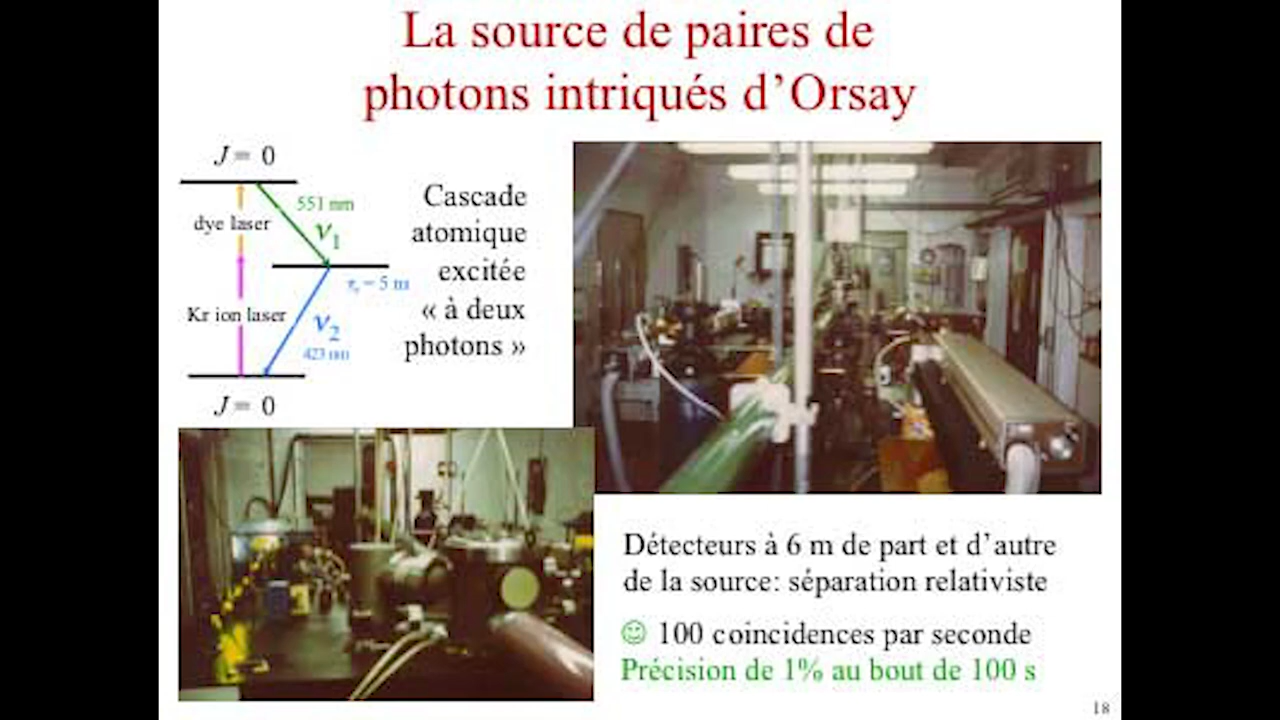 La source de paires de
photons intriqués d’Orsay
J = 0
551 nm
dye laser
ν1
Kr ion laser
ν2
423 nm
J = 0
Cascade
atomique
excitée
« à deux
photons »
Détecteurs à 6 m de part et d’autre
de la source: séparation relativiste
☺ 100 coincidences par seconde
Précision de 1% au bout de 100 s
18